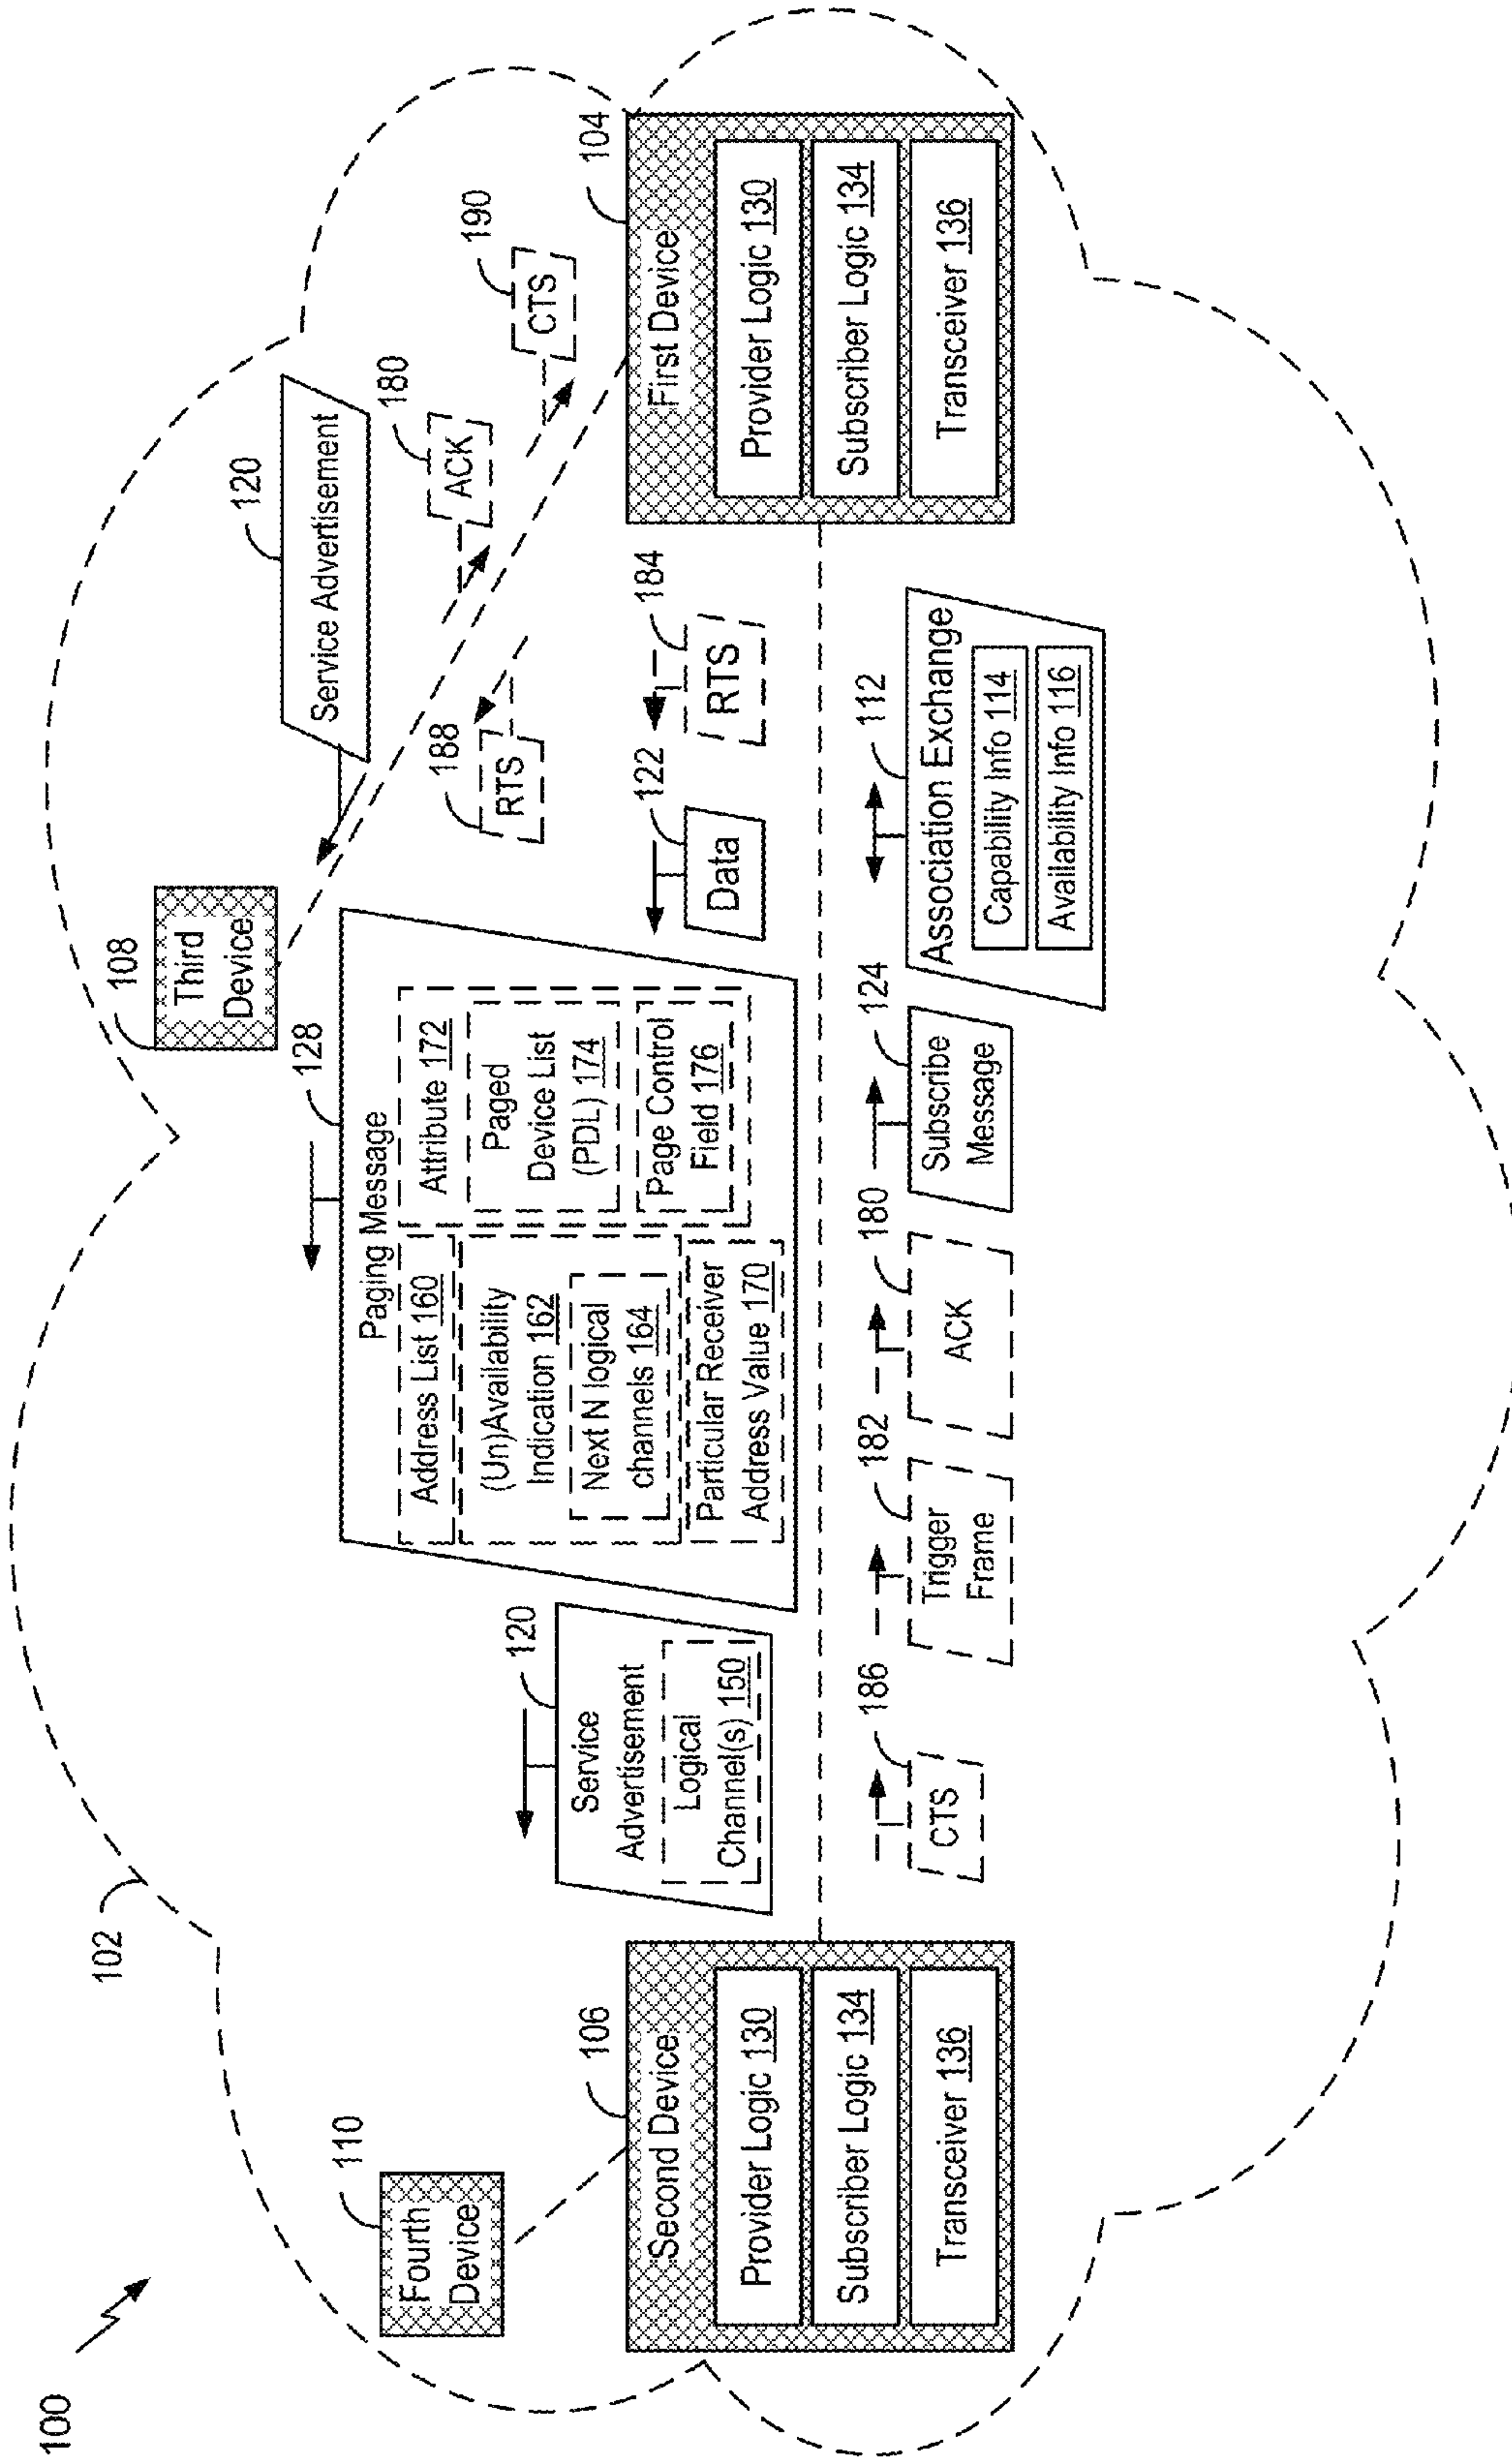 100
102
108
Third
Device
120
Service Advertisement
180
ACK
190
CTS
188
RTS
104
First Device
Provider Logic 130
Subscriber Logic 134
Transceiver 136
110
Fourth
Device
106
Second Device
Provider Logic 130
Subscriber Logic 134
Transceiver 136
120
Service
Advertisement
Logical
Channel(s) 150
128
Paging Message
Address List 160
(Un)Availability
Indication 162
Next N logical
channels 164
Particular Receiver
Address Value 170
Attribute 172
Paged
Device List
(PDL) 174
Page Control
Field 176
122
Data
184
RTS
186
CTS
182
Trigger
Frame
180
ACK
124
Subscribe
Message
112
Association Exchange
Capability Info 114
Availability Info 116